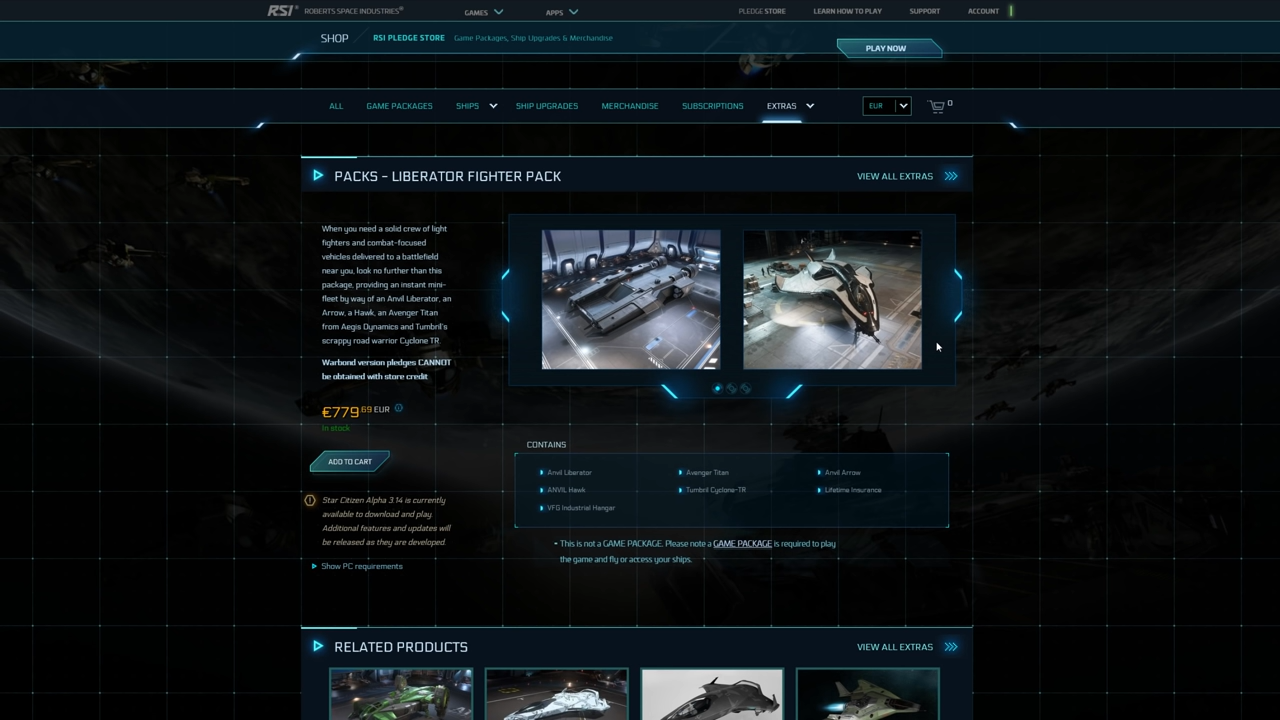 RSI ROBERTS SPACE INDUSTRIES® GAMES APPS PLEDGE STORE LEARN HOW TO PLAY SUPPORT ACCOUNT
SHOP RSI PLEDGE STORE Game Packages, Ship Upgrades & Merchandise
PLAY NOW
ALL GAME PACKAGES SHIPS SHIP UPGRADES MERCHANDISE SUBSCRIPTIONS EXTRAS EUR 0
PACKS - LIBERATOR FIGHTER PACK VIEW ALL EXTRAS
When you need a solid crew of light
fighters and combat-focused
vehicles delivered to a battlefield
near you, look no further than this
package, providing an instant mini-
fleet by way of an Anvil Liberator, an
Arrow, a Hawk, an Avenger Titan
from Aegis Dynamics and Tumbril's
scrappy road warrior Cyclone TR.
Warbond version pledges CANNOT
be obtained with store credit
€779.69 EUR
In stock
ADD TO CART
Star Citizen Alpha 3.14 is currently
available to download and play.
Additional features and updates will
be released as they are developed.
Show PC requirements
CONTAINS
Anvil Liberator Avenger Titan Anvil Arrow
ANVIL Hawk Tumbril Cyclone-TR Lifetime Insurance
VFG Industrial Hangar
- This is not a GAME PACKAGE. Please note a GAME PACKAGE is required to play
the game and fly or access your ships.
RELATED PRODUCTS VIEW ALL EXTRAS